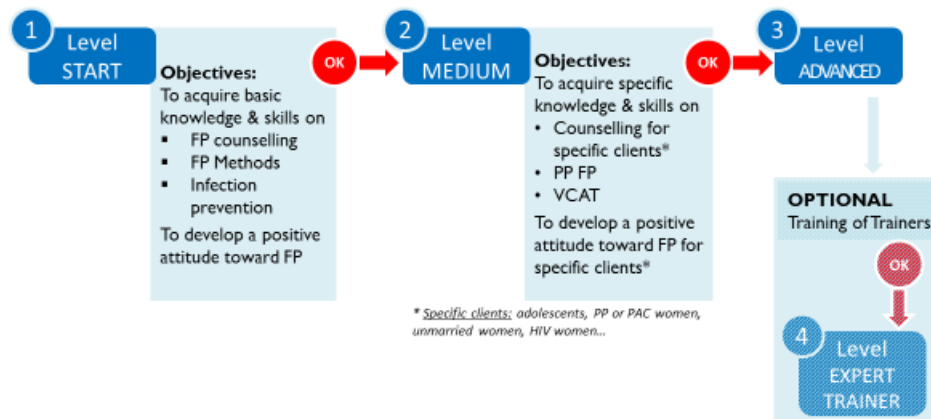 1
Level
START
Objectives:
To acquire basic
knowledge & skills on
▪ FP counselling
▪ FP Methods
▪ Infection
prevention
To develop a positive
attitude toward FP
OK
2
Level
MEDIUM
Objectives:
To acquire specific
knowledge & skills on
• Counselling for
specific clients*
• PP FP
• VCAT
To develop a positive
attitude toward FP for
specific clients*
* Specific clients: adolescents, PP or PAC women,
unmarried women, HIV women...
OK
3
Level
ADVANCED
OPTIONAL
Training of Trainers
OK
4
Level
EXPERT
TRAINER